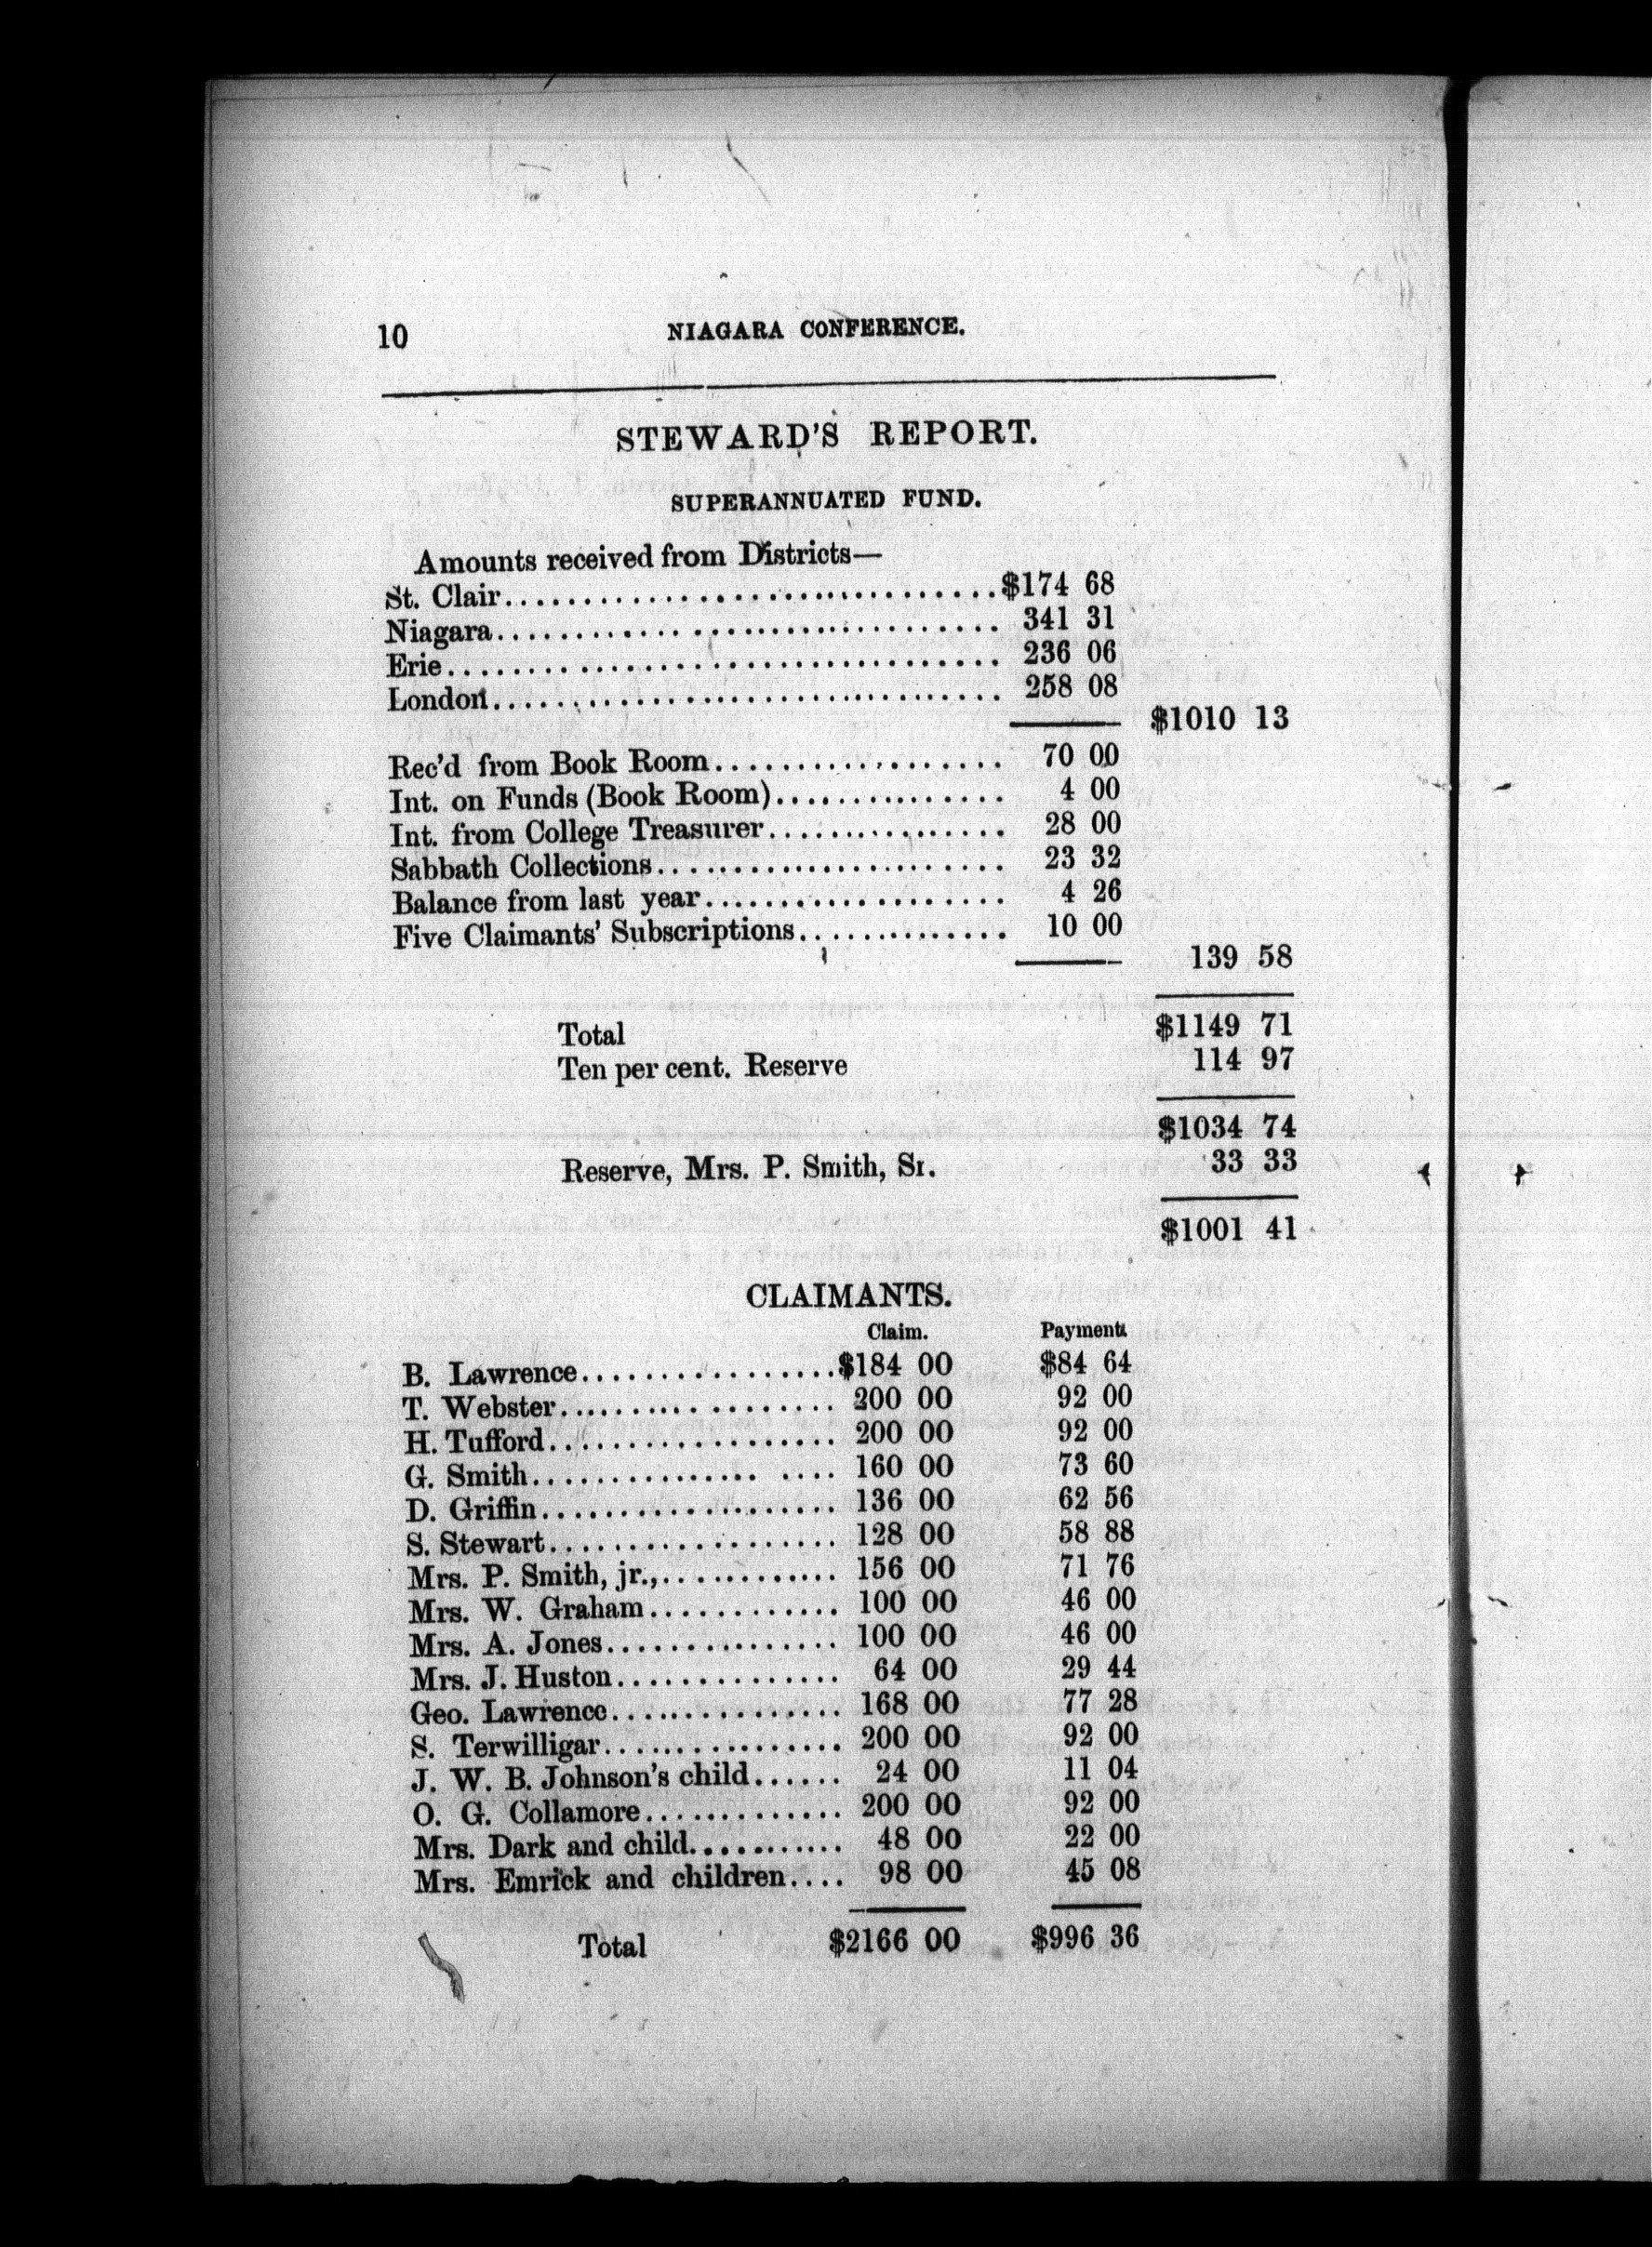 10 NIAGARA CONFERENCE.
STEWARD'S REPORT.
SUPERANNUATED FUND.
Amounts received from Districts—
St. Clair...............................$174 68
Niagara............................... 341 31
Erie.................................. 236 06
London............................... 258 08
$1010 13
Rec'd from Book Room.................. 70 00
Int. on Funds (Book Room)............... 4 00
Int. from College Treasurer............... 28 00
Sabbath Collections...................... 23 32
Balance from last year................... 4 26
Five Claimants' Subscriptions............. 10 00
139 58
Total $1149 71
Ten per cent. Reserve 114 97
$1034 74
Reserve, Mrs. P. Smith, Sr. 33 33
$1001 41
CLAIMANTS.
Claim. Payment.
B. Lawrence................$184 00 $84 64
T. Webster.................. 200 00 92 00
H. Tufford.................. 200 00 92 00
G. Smith............... .... 160 00 73 60
D. Griffin................... 136 00 62 56
S. Stewart.................. 128 00 58 88
Mrs. P. Smith, jr.,............ 156 00 71 76
Mrs. W. Graham............ 100 00 46 00
Mrs. A. Jones............... 100 00 46 00
Mrs. J. Huston.............. 64 00 29 44
Geo. Lawrence............... 168 00 77 28
S. Terwilligar................ 200 00 92 00
J. W. B. Johnson's child...... 24 00 11 04
O. G. Collamore............. 200 00 92 00
Mrs. Dark and child........... 48 00 22 00
Mrs. Emrick and children.... 98 00 45 08
Total $2166 00 $996 36